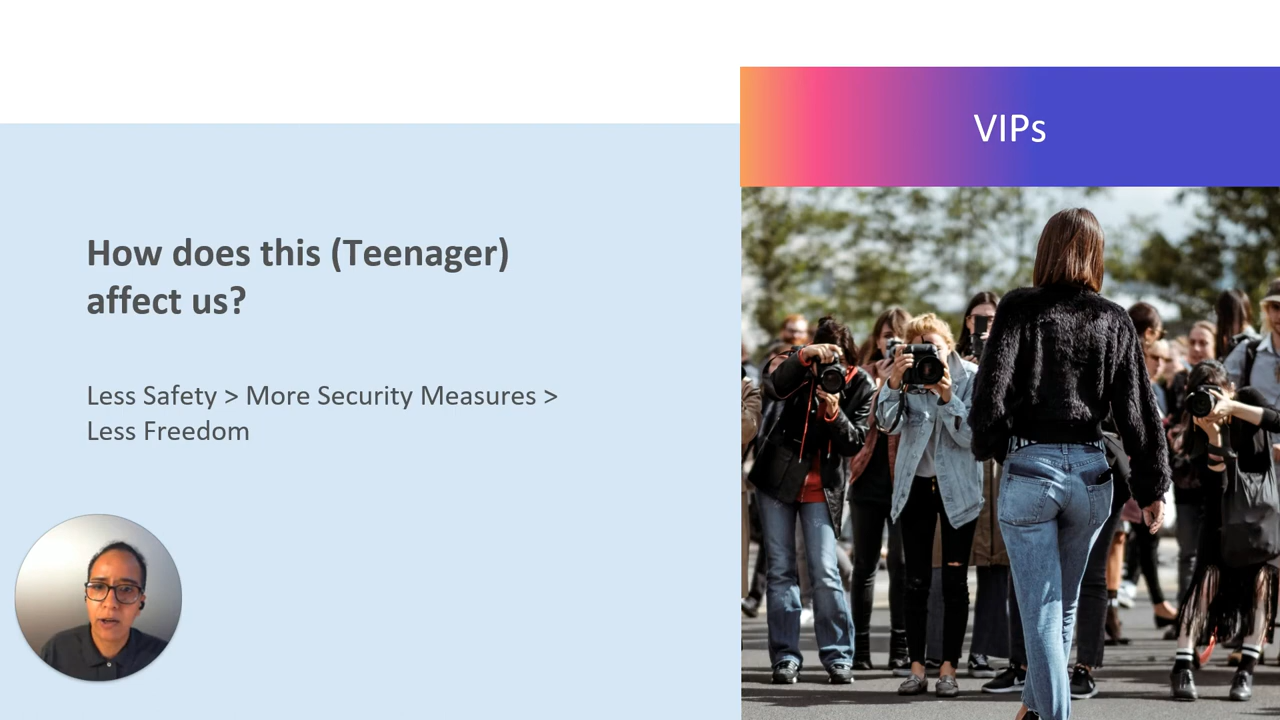 VIPs
How does this (Teenager)
affect us?
Less Safety > More Security Measures >
Less Freedom